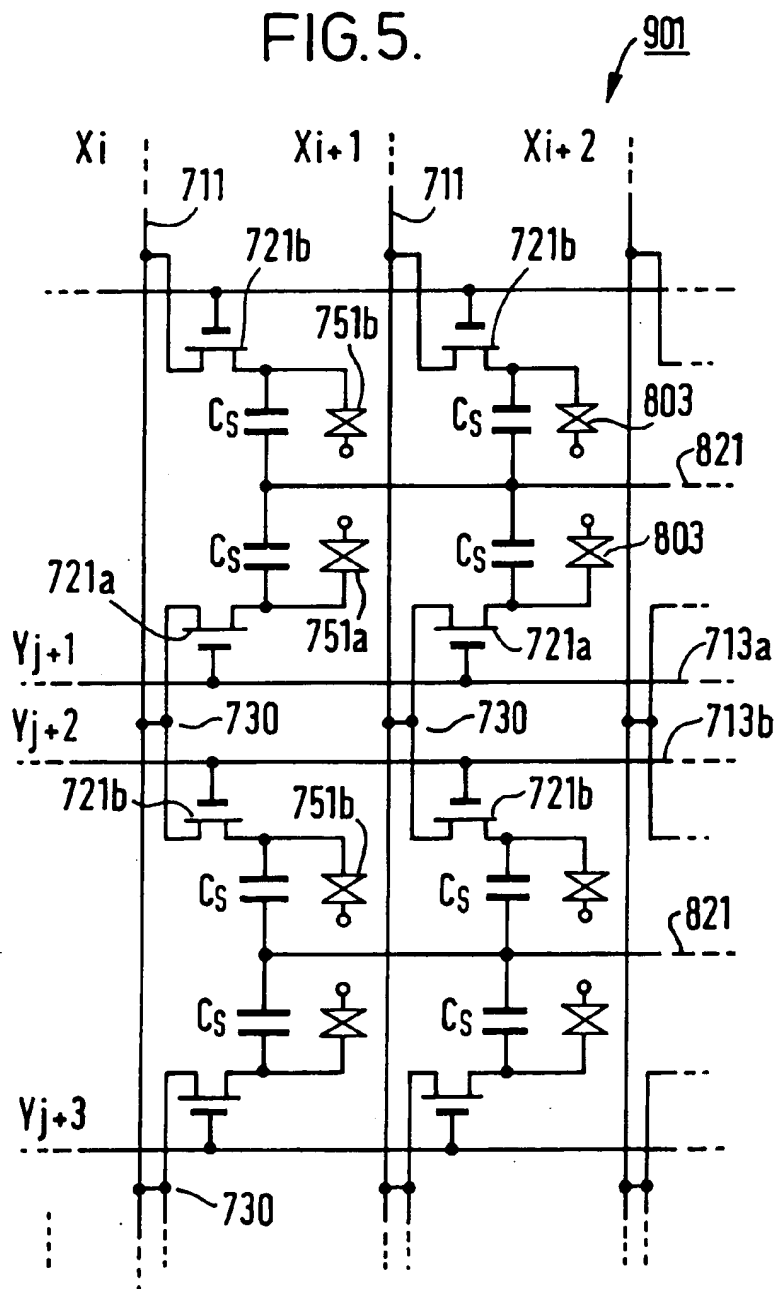 FIG.5.
901
Xi Xi+1 Xi+2
711 711
721b 721b
751b
803
Cs Cs
821
Cs Cs
803
721a 751a
721a 713a
Yj+1
730 730
Yj+2 713b
721b 751b 721b
Cs Cs
821
Cs Cs
Yj+3
730